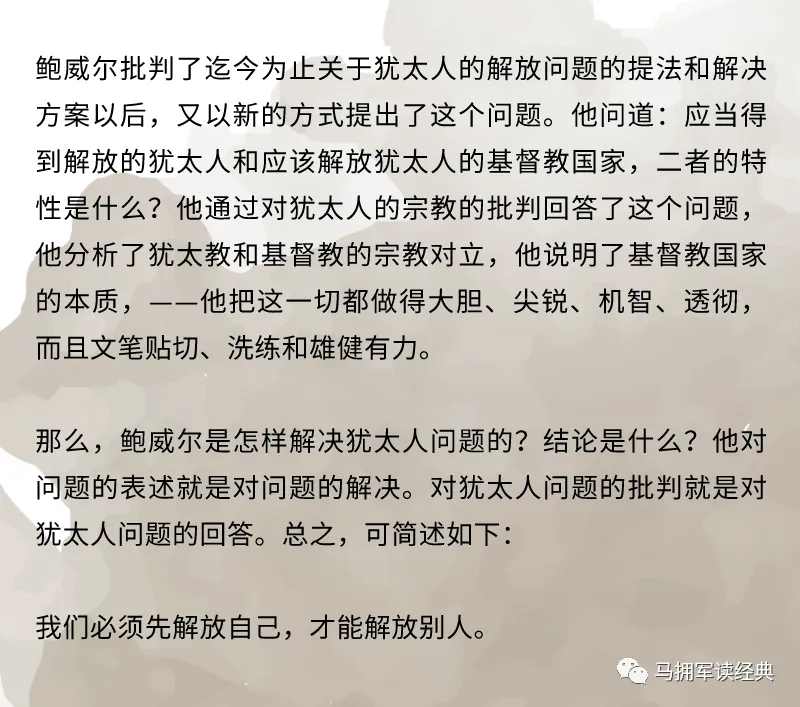 鲍威尔批判了迄今为止关于犹太人的解放问题的提法和解决
方案以后，又以新的方式提出了这个问题。他问道：应当得
到解放的犹太人和应该解放犹太人的基督教国家，二者的特
性是什么？他通过对犹太人的宗教的批判回答了这个问题，
他分析了犹太教和基督教的宗教对立，他说明了基督教国家
的本质，——他把这一切都做得大胆、尖锐、机智、透彻，
而且文笔贴切、洗练和雄健有力。
那么，鲍威尔是怎样解决犹太人问题的？结论是什么？他对
问题的表述就是对问题的解决。对犹太人问题的批判就是对
犹太人问题的回答。总之，可简述如下：
我们必须先解放自己，才能解放别人。
马拥军读经典